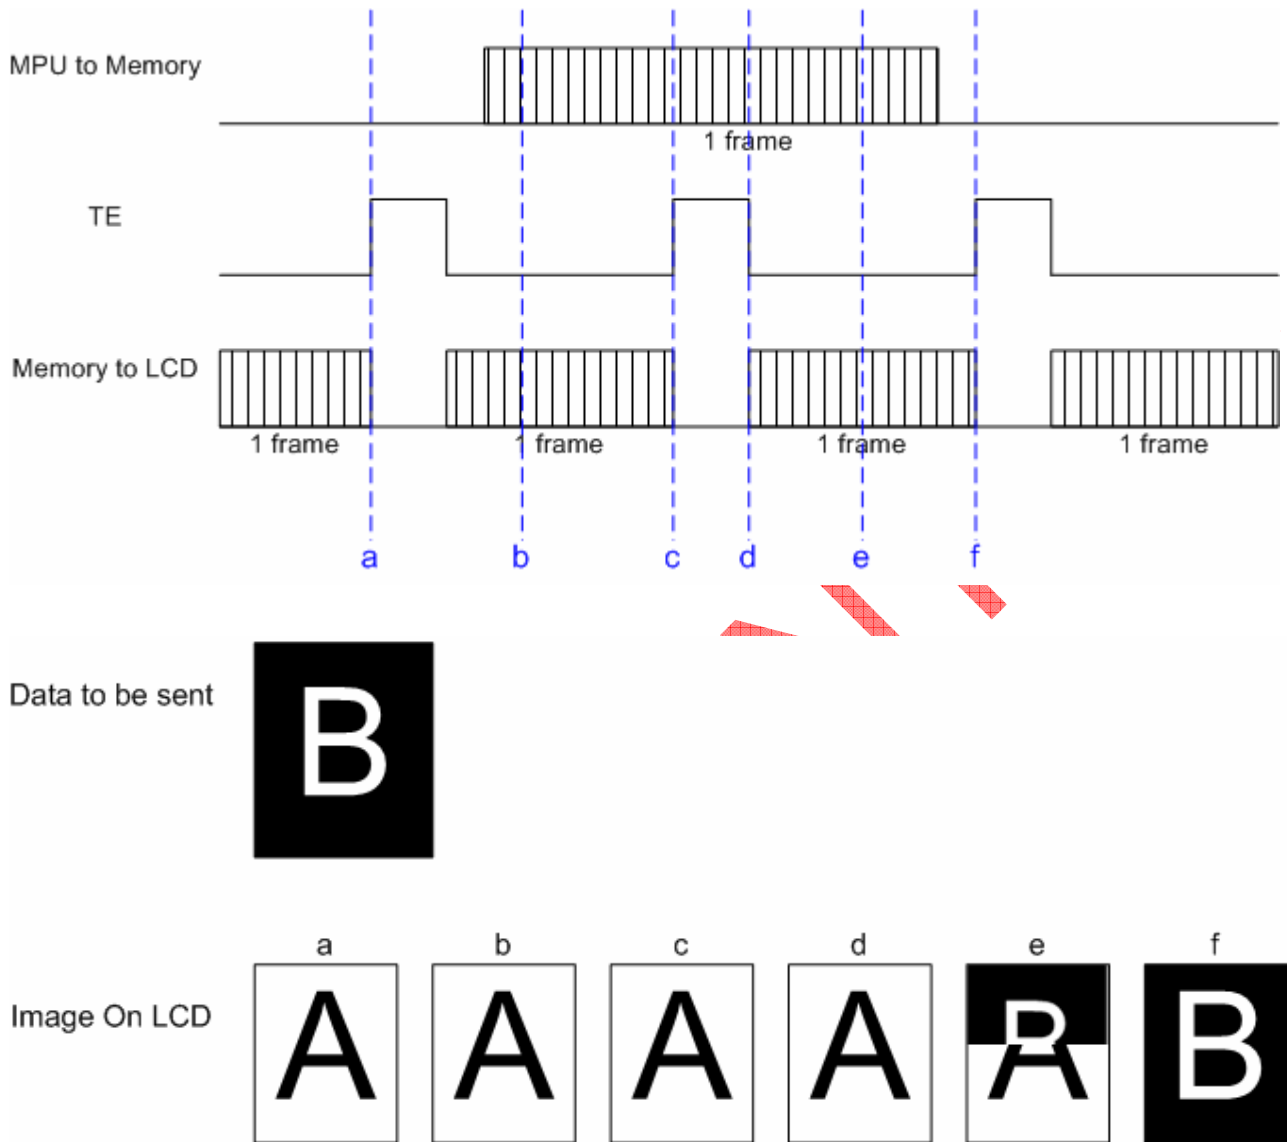 MPU to Memory
1 frame
TE
Memory to LCD
1 frame 1 frame 1 frame 1 frame
a b c d e f
Data to be sent
B
a b c d e f
Image On LCD
A A A A B A B